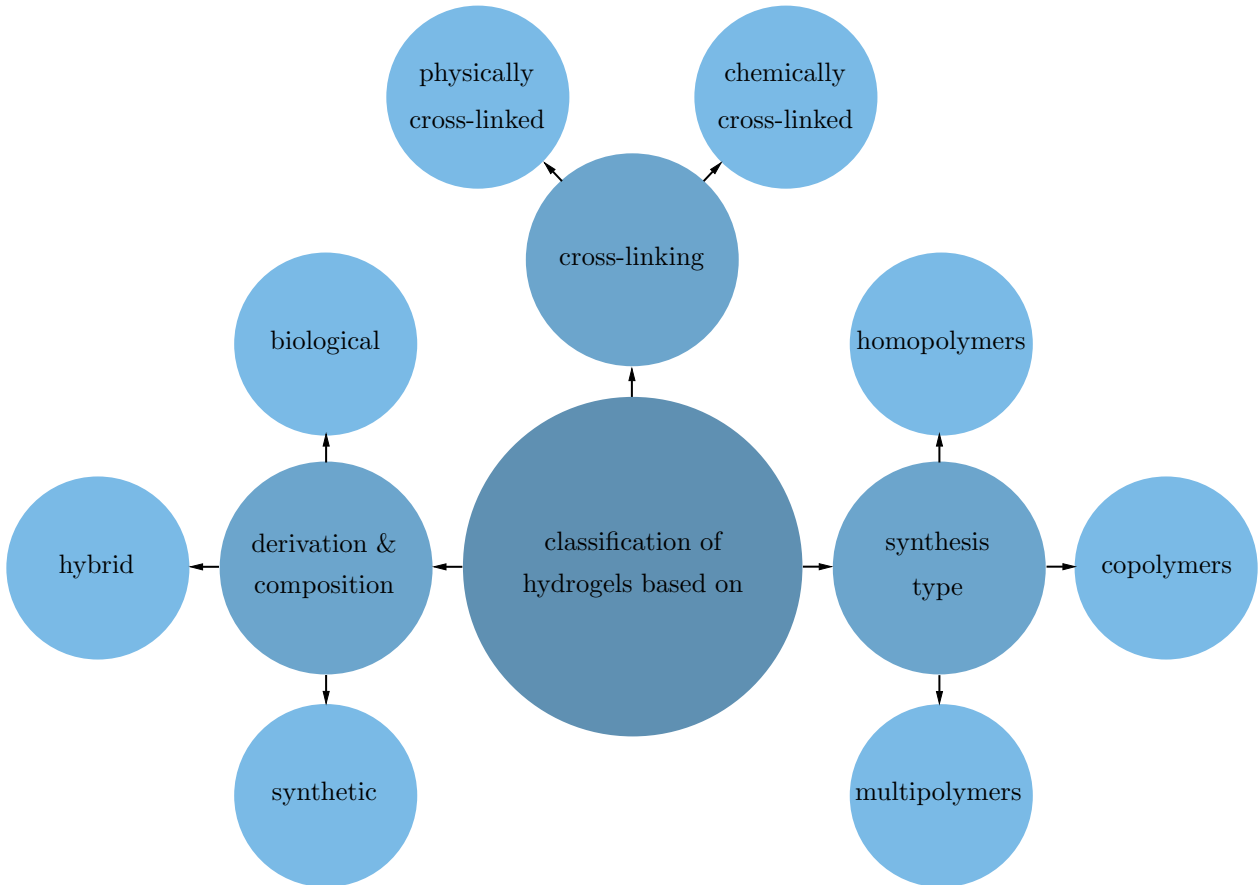 physically
cross-linked
chemically
cross-linked
cross-linking
biological
homopolymers
hybrid
derivation &
composition
classification of
hydrogels based on
synthesis
type
copolymers
synthetic
multipolymers